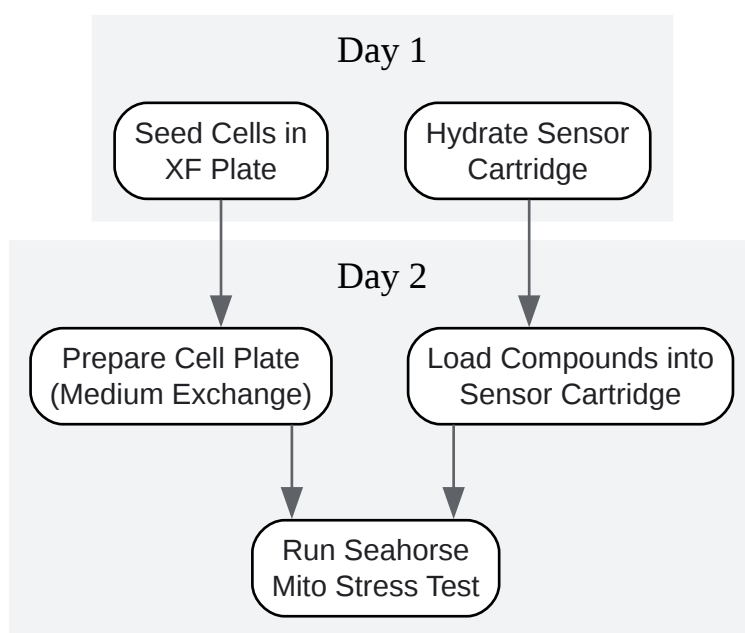 Day 1
Seed Cells in
XF Plate
Hydrate Sensor
Cartridge
Day 2
Prepare Cell Plate
(Medium Exchange)
Load Compounds into
Sensor Cartridge
Run Seahorse
Mito Stress Test